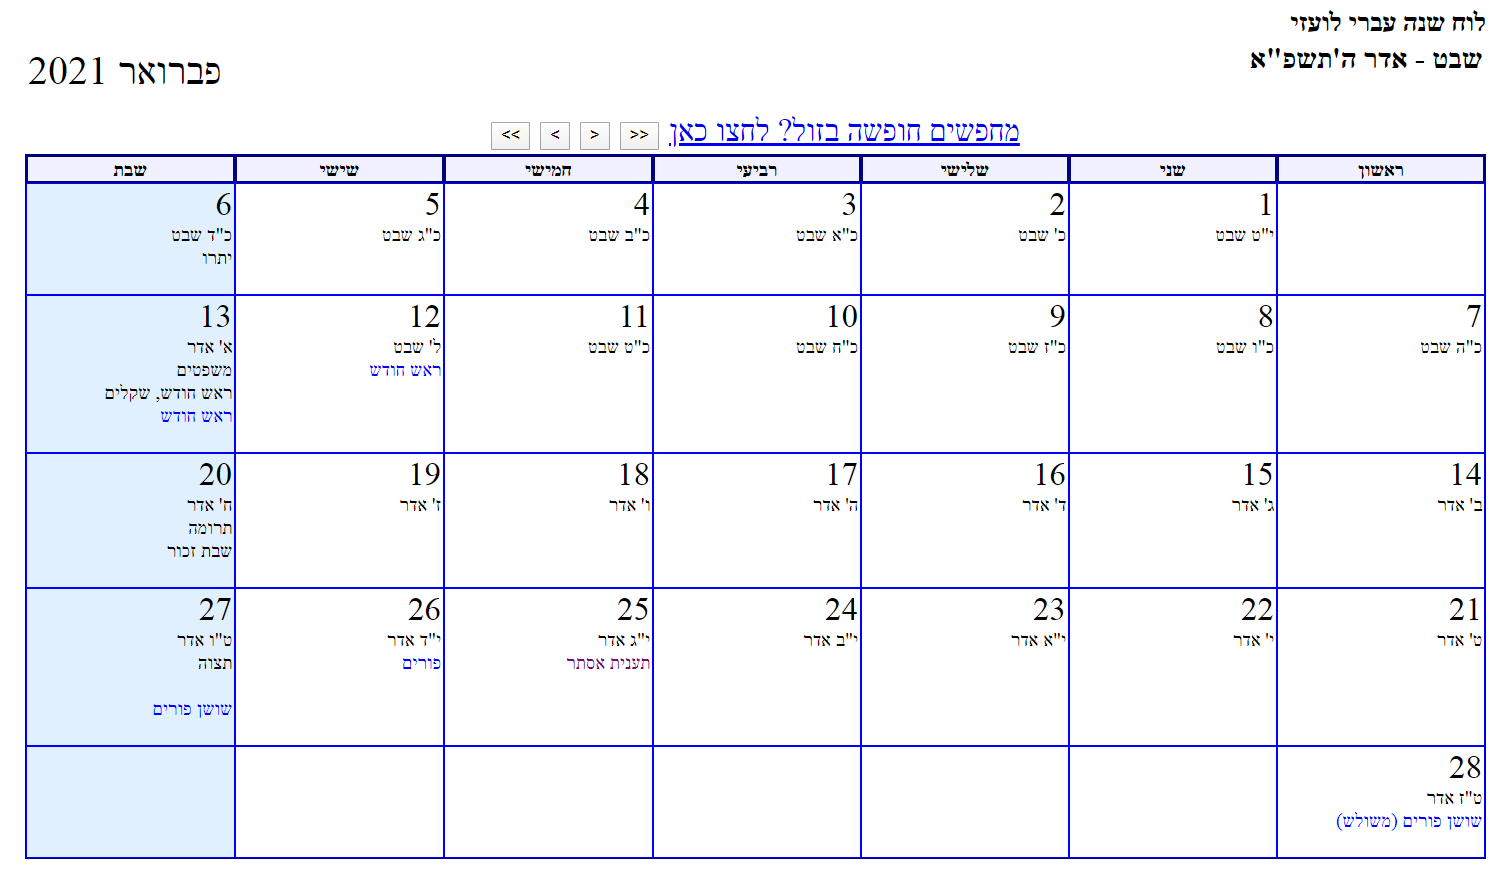 לוח שנה עברי לועזי
שבט - אדר ה'תשפ"א
פברואר 2021
מחפשים חופשה בזול? לחצו כאן >> > < <<
ראשון שני שלישי רביעי חמישי שישי שבת
1
י"ט שבט
2
כ' שבט
3
כ"א שבט
4
כ"ב שבט
5
כ"ג שבט
6
כ"ד שבט
יתרו
7
כ"ה שבט
8
כ"ו שבט
9
כ"ז שבט
10
כ"ח שבט
11
כ"ט שבט
12
ל' שבט
ראש חודש
13
א' אדר
משפטים
ראש חודש, שקלים
ראש חודש
14
ב' אדר
15
ג' אדר
16
ד' אדר
17
ה' אדר
18
ו' אדר
19
ז' אדר
20
ח' אדר
תרומה
שבת זכור
21
ט' אדר
22
י' אדר
23
י"א אדר
24
י"ב אדר
25
י"ג אדר
תענית אסתר
26
י"ד אדר
פורים
27
ט"ו אדר
תצוה
שושן פורים
28
ט"ז אדר
שושן פורים (משולש)